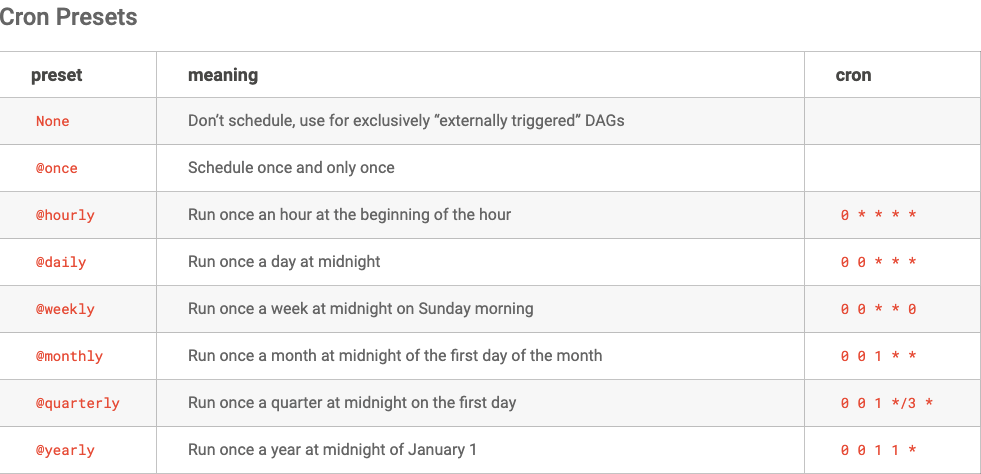 Cron Presets
preset meaning cron
None Don’t schedule, use for exclusively “externally triggered” DAGs
@once Schedule once and only once
@hourly Run once an hour at the beginning of the hour 0 * * * *
@daily Run once a day at midnight 0 0 * * *
@weekly Run once a week at midnight on Sunday morning 0 0 * * 0
@monthly Run once a month at midnight of the first day of the month 0 0 1 * *
@quarterly Run once a quarter at midnight on the first day 0 0 1 */3 *
@yearly Run once a year at midnight of January 1 0 0 1 1 *